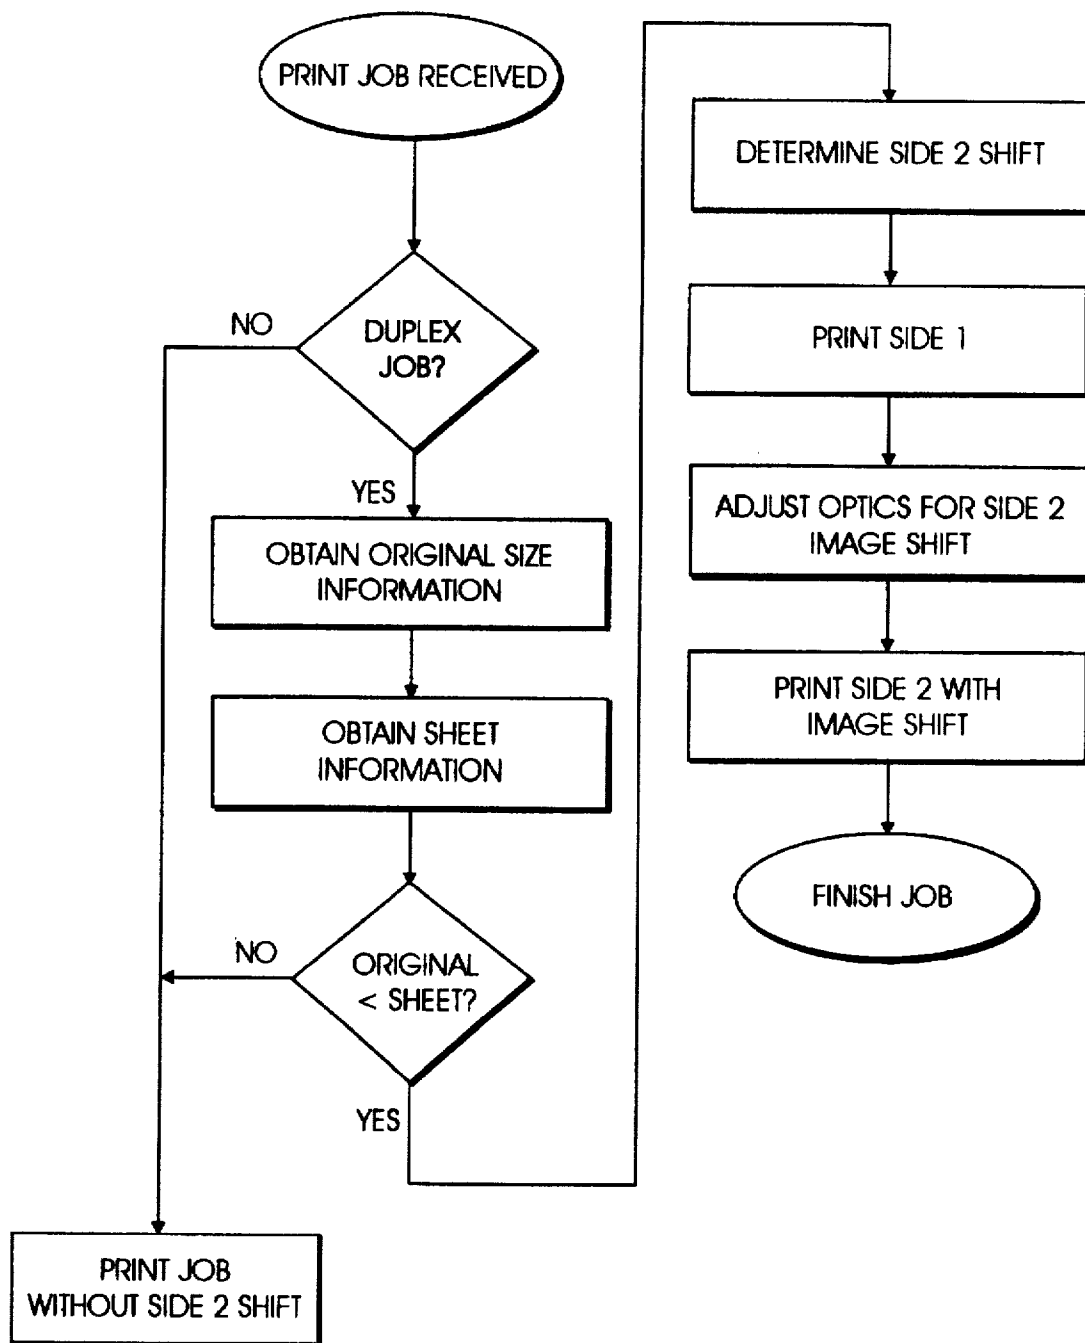 PRINT JOB RECEIVED
DUPLEX
JOB?
NO
YES
OBTAIN ORIGINAL SIZE
INFORMATION
OBTAIN SHEET
INFORMATION
ORIGINAL
< SHEET?
NO
YES
PRINT JOB
WITHOUT SIDE 2 SHIFT
DETERMINE SIDE 2 SHIFT
PRINT SIDE 1
ADJUST OPTICS FOR SIDE 2
IMAGE SHIFT
PRINT SIDE 2 WITH
IMAGE SHIFT
FINISH JOB